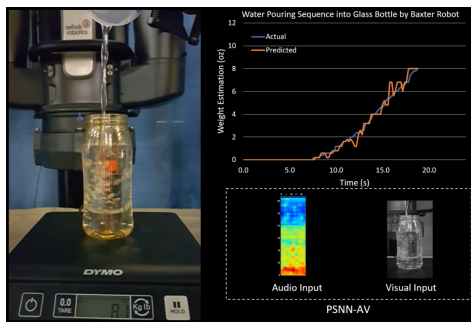 rethink
robotics
DYMO
0.0
TARE
8
Kg lb
HOLD
Water Pouring Sequence into Glass Bottle by Baxter Robot
Actual
Predicted
Weight Estimation (oz)
12
10
8
6
4
2
0
0.0 5.0 10.0 15.0 20.0
Time (s)
Audio Input
Visual Input
PSNN-AV